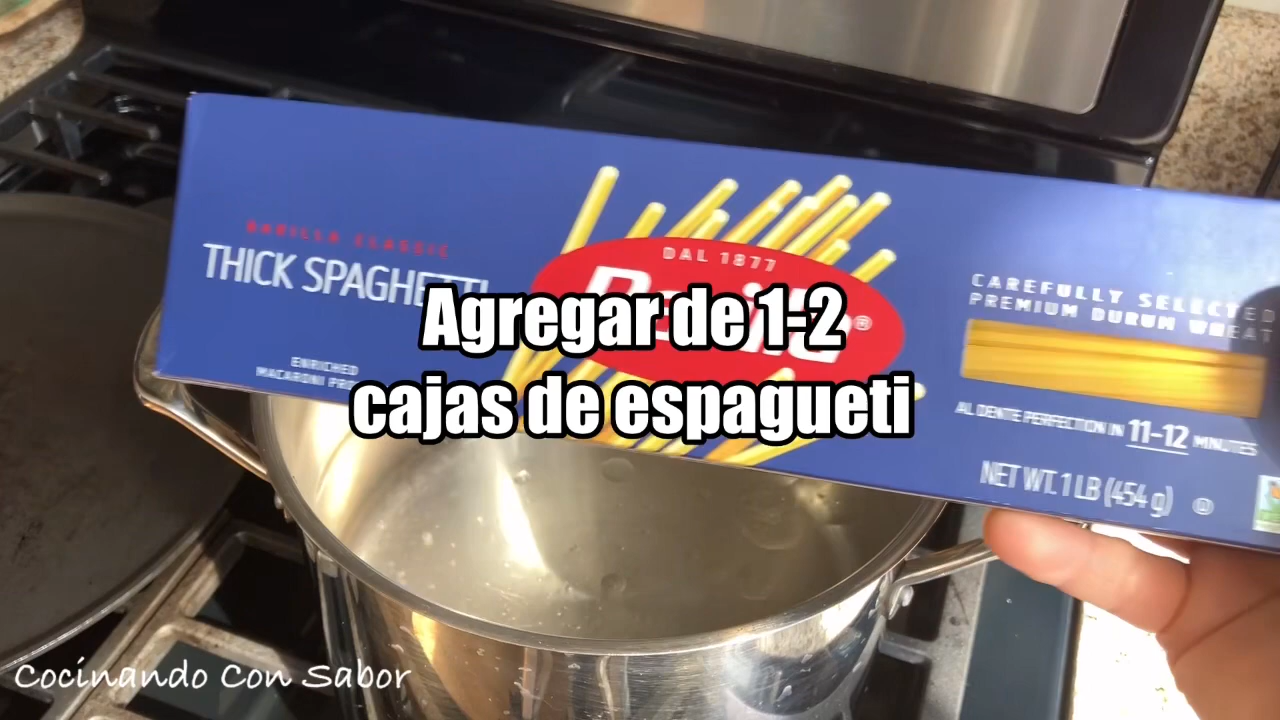 BARILLA CLASSIC
THICK SPAGHETTI
ENRICHED
MACARONI
DAL 1877
Agregar de 1-2
cajas de espagueti
CAREFULLY SELECTED
PREMIUM DURUM WHEAT
AL DENTE PERFECTION IN 11-12 MINUTES
NET WT. 1 LB (454 g)
Cocinando Con Sabor